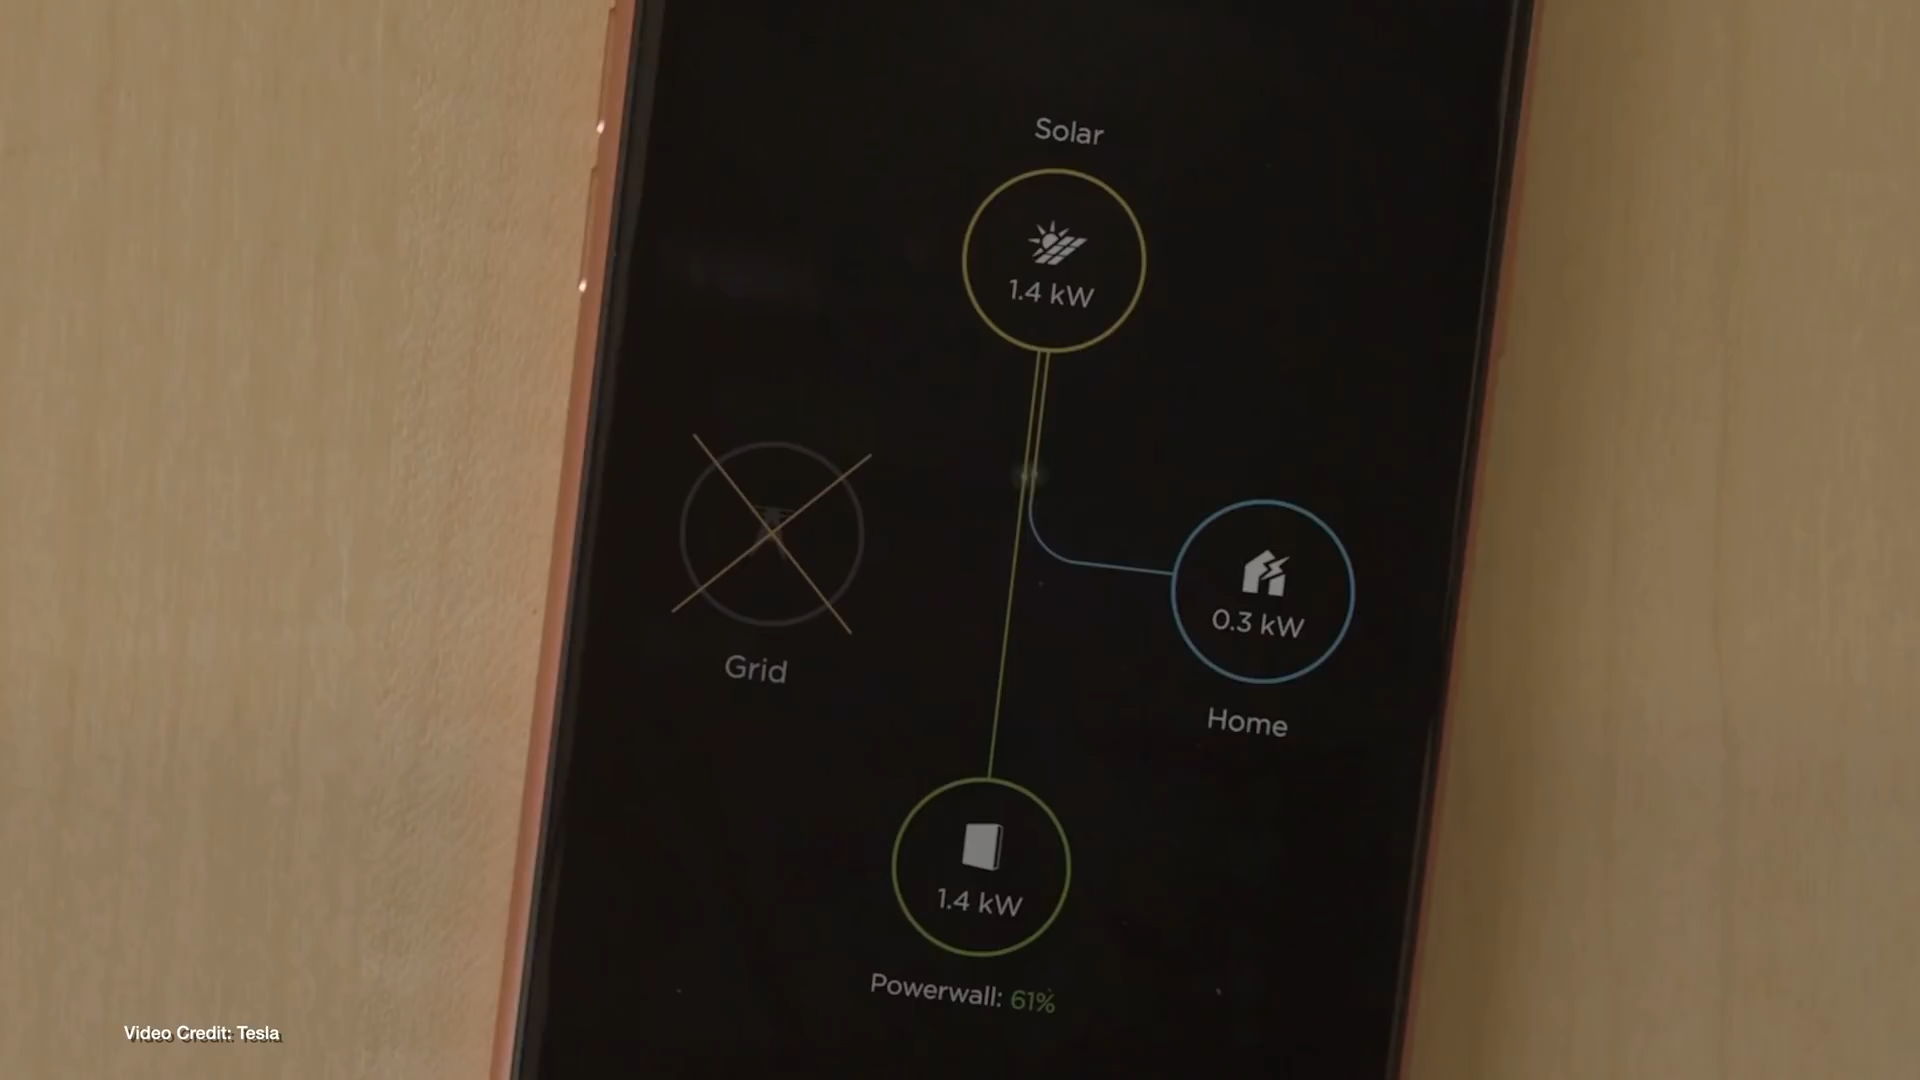 Solar
1.4 kW
Grid
0.3 kW
Home
1.4 kW
Powerwall: 61%
Video Credit: Tesla